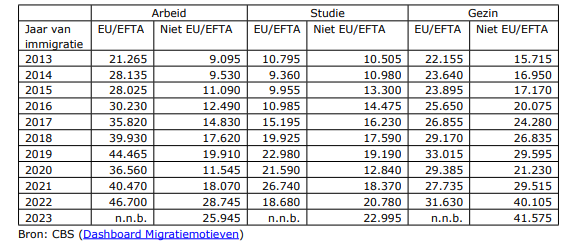 Arbeid Studie Gezin
Jaar van immigratie EU/EFTA Niet EU/EFTA EU/EFTA Niet EU/EFTA EU/EFTA Niet EU/EFTA
2013 21.265 9.095 10.795 10.505 22.155 15.715
2014 28.135 9.530 9.360 10.980 23.640 16.950
2015 28.025 11.090 9.955 13.300 23.895 17.170
2016 30.230 12.490 10.985 14.475 25.650 20.075
2017 35.820 14.830 15.195 16.230 26.855 24.280
2018 39.930 17.620 19.925 17.590 29.170 26.835
2019 44.465 19.910 22.980 19.190 33.015 29.595
2020 36.560 11.545 21.590 12.840 29.385 21.230
2021 40.470 18.070 26.740 18.370 27.735 29.515
2022 46.700 28.745 18.680 20.780 31.630 40.105
2023 n.n.b. 25.945 n.n.b. 22.995 n.n.b. 41.575
Bron: CBS (Dashboard Migratiemotieven)